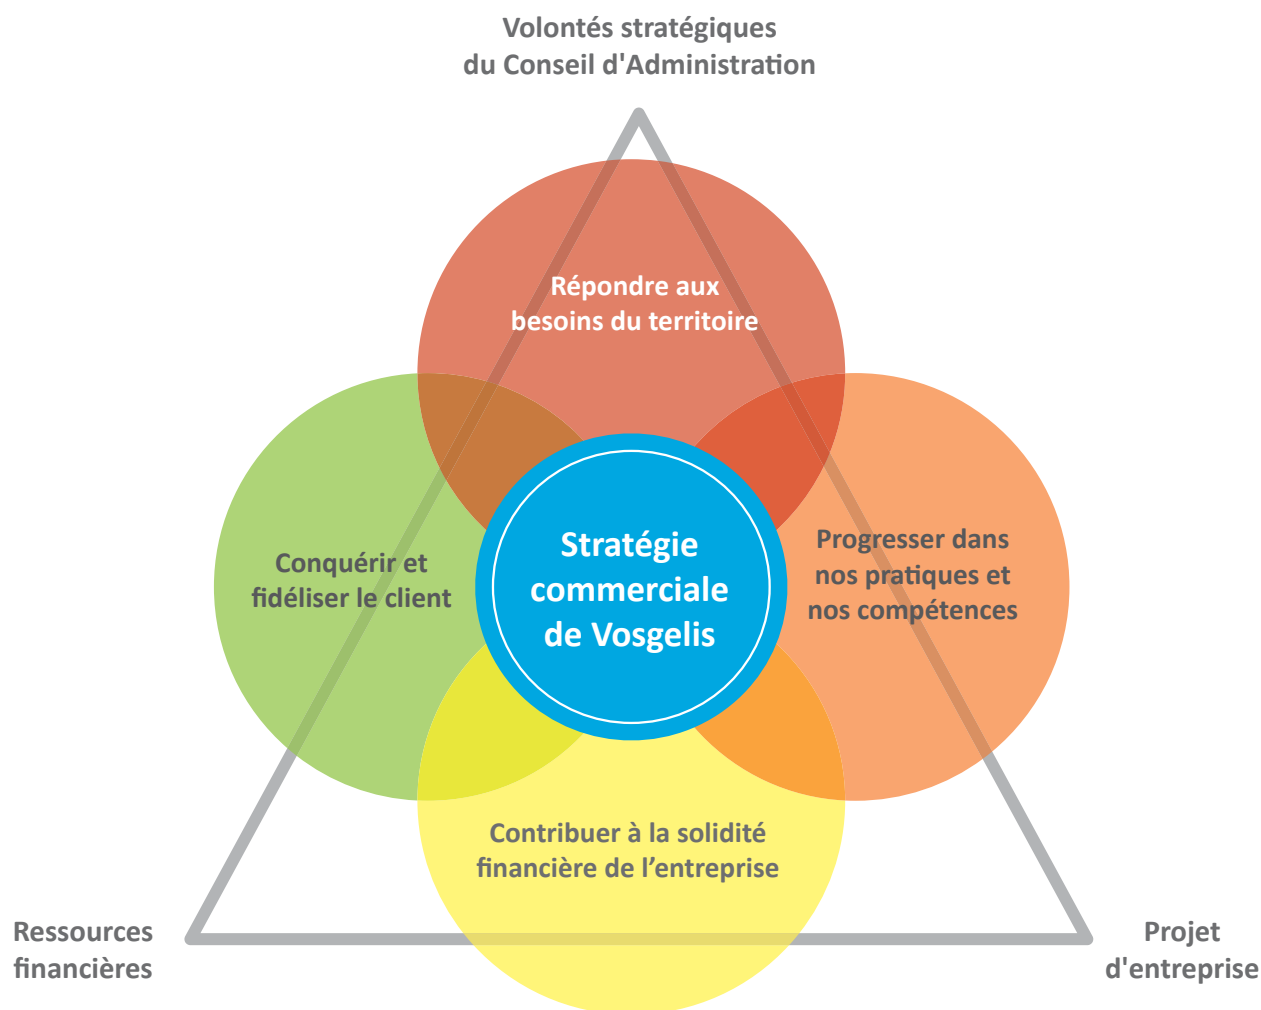 Volontés stratégiques
du Conseil d'Administration
Répondre aux
besoins du territoire
Conquérir et
fidéliser le client
Stratégie
commerciale
de Vosgelis
Progresser dans
nos pratiques et
nos compétences
Contribuer à la solidité
financière de l’entreprise
Ressources
financières
Projet
d'entreprise